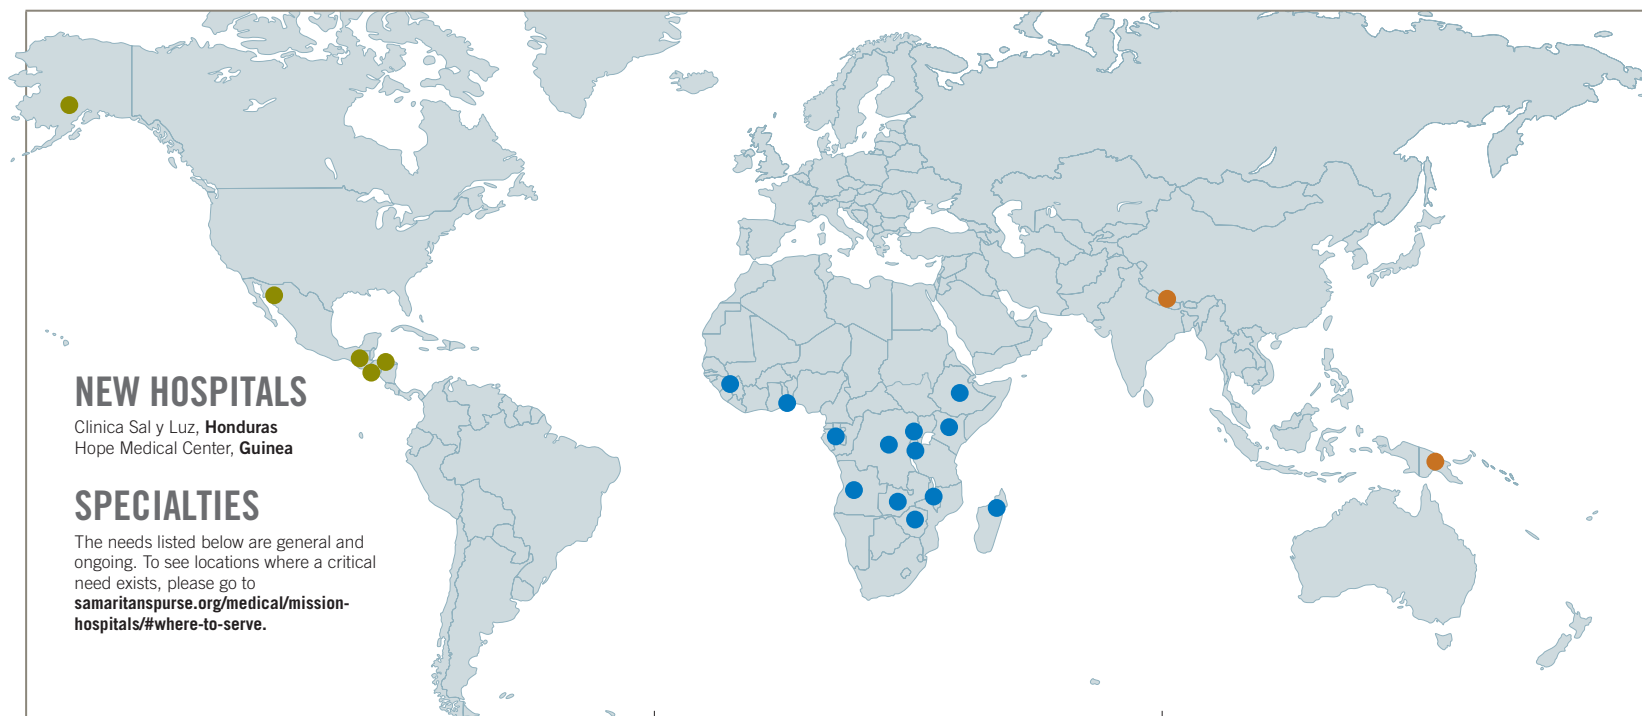 NEW HOSPITALS
Clinica Sal y Luz, Honduras
Hope Medical Center, Guinea
SPECIALTIES
The needs listed below are general and
ongoing. To see locations where a critical
need exists, please go to
samaritanspurse.org/medical/mission-
hospitals/#where-to-serve.